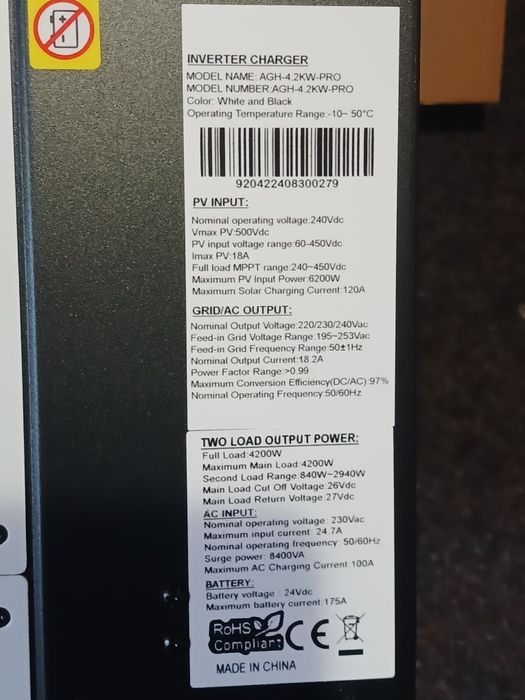 INVERTER CHARGER
MODEL NAME: AGH-4.2KW-PRO
MODEL NUMBER:AGH-4.2KW-PRO
Color: White and Black
Operating Temperature Range:-10~ 50°C
920422408300279
PV INPUT:
Nominal operating voltage:240Vdc
Vmax PV:500Vdc
PV input voltage range:60-450Vdc
Imax PV:18A
Full load MPPT range:240~450Vdc
Maximum PV Input Power:6200W
Maximum Solar Charging Current:120A
GRID/AC OUTPUT:
Nominal Output Voltage:220/230/240Vac
Feed-in Grid Voltage Range:195~253Vac
Feed-in Grid Frequency Range:50±1Hz
Nominal Output Current:18.2A
Power Factor Range:>0.99
Maximum Conversion Efficiency(DC/AC):97%
Nominal Operating Frequency:50/60Hz
TWO LOAD OUTPUT POWER:
Full Load:4200W
Maximum Main Load:4200W
Second Load Range:840W~2940W
Main Load Cut Off Voltage:26Vdc
Main Load Return Voltage:27Vdc
AC INPUT:
Nominal operating voltage: 230Vac
Maximum input current: 24.7A
Nominal operating frequency: 50/60Hz
Surge power: 8400VA
Maximum AC Charging Current:100A
BATTERY:
Battery voltage : 24Vdc
Maximum battery current:175A
RoHS
Compliant CE
MADE IN CHINA